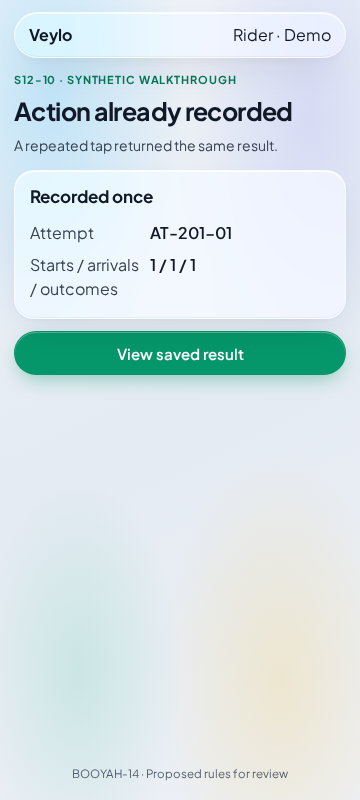 Veylo
Rider · Demo
S12-10 · SYNTHETIC WALKTHROUGH
Action already recorded
A repeated tap returned the same result.
Recorded once
Attempt AT-201-01
Starts / arrivals 1 / 1 / 1
/ outcomes
View saved result
BOOYAH-14 · Proposed rules for review